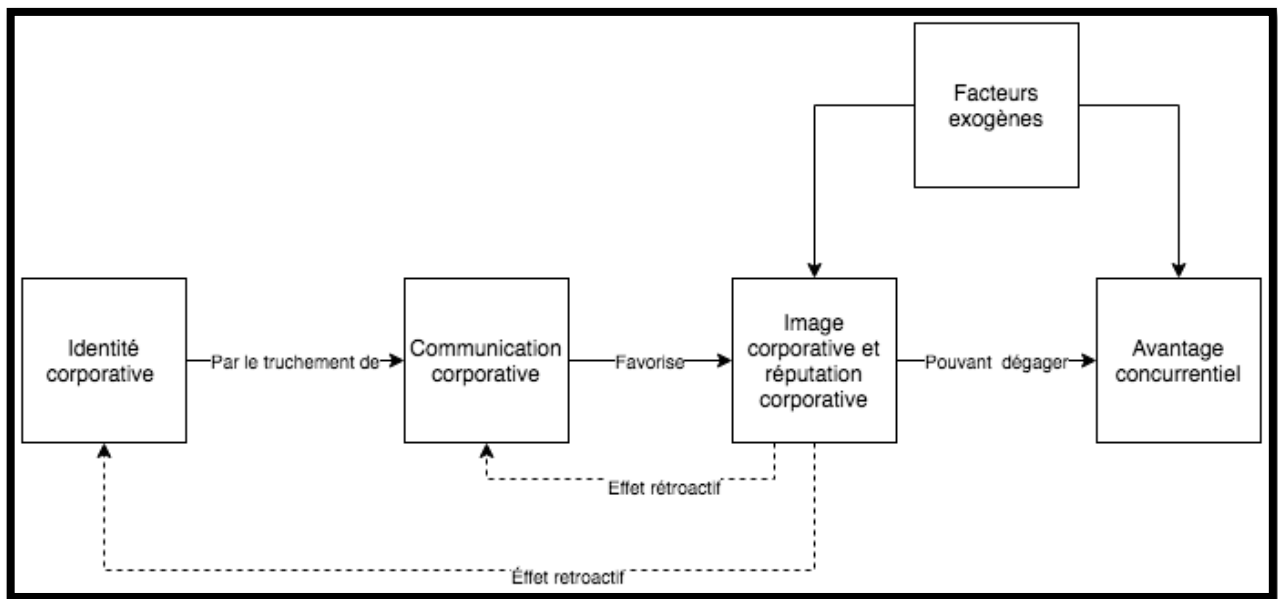 Facteurs
exogènes
Identité
corporative
Par le truchement de
Communication
corporative
Favorise
Image
corporative et
réputation
corporative
Pouvant dégager
Avantage
concurrentiel
Effet rétroactif
Éffet retroactif